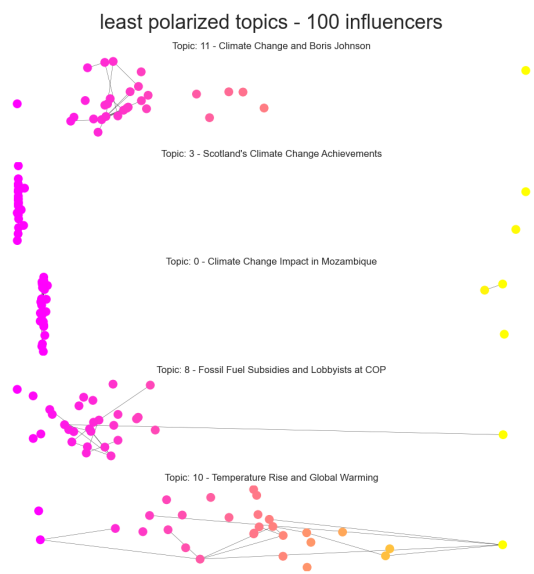 least polarized topics - 100 influencers
Topic: 11 - Climate Change and Boris Johnson
Topic: 3 - Scotland's Climate Change Achievements
Topic: 0 - Climate Change Impact in Mozambique
Topic: 8 - Fossil Fuel Subsidies and Lobbyists at COP
Topic: 10 - Temperature Rise and Global Warming